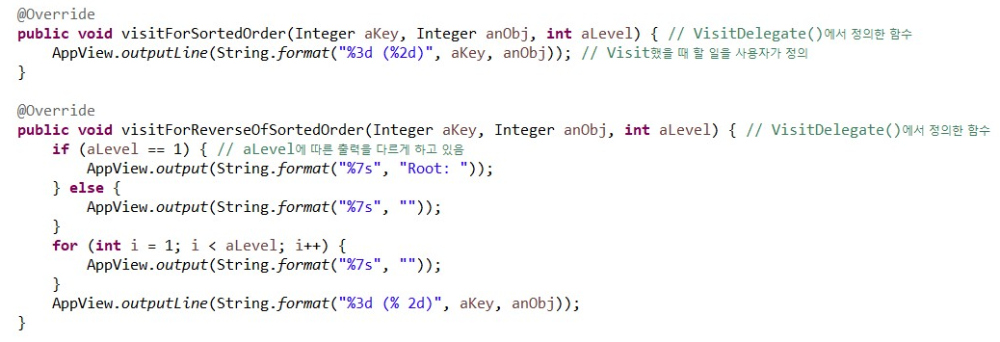 @Override
public void visitForSortedOrder(Integer aKey, Integer anObj, int aLevel) { // VisitDelegate()에서 정의한 함수
    AppView.outputLine(String.format("%3d (%2d)", aKey, anObj)); // Visit했을 때 할 일을 사용자가 정의
}

@Override
public void visitForReverseOfSortedOrder(Integer aKey, Integer anObj, int aLevel) { // VisitDelegate()에서 정의한 함수
    if (aLevel == 1) { // aLevel에 따른 출력을 다르게 하고 있음
        AppView.output(String.format("%7s", "Root: "));
    } else {
        AppView.output(String.format("%7s", ""));
    }
    for (int i = 1; i < aLevel; i++) {
        AppView.output(String.format("%7s", ""));
    }
    AppView.outputLine(String.format("%3d (% 2d)", aKey, anObj));
}